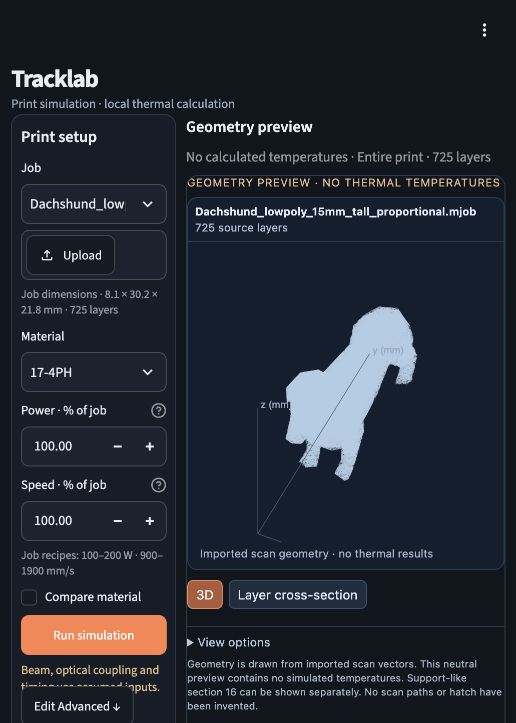 Tracklab
Print simulation · local thermal calculation
Print setup
Job
Dachshund_low
Upload
Job dimensions · 8.1 × 30.2 ×
21.8 mm · 725 layers
Material
17-4PH
Power · % of job
100.00
Speed · % of job
100.00
Job recipes: 100–200 W · 900–
1900 mm/s
Compare material
Run simulation
Beam, optical coupling and
timing use assumed inputs.
Edit Advanced ↓
Geometry preview
No calculated temperatures · Entire print · 725 layers
GEOMETRY PREVIEW · NO THERMAL TEMPERATURES
Dachshund_lowpoly_15mm_tall_proportional.mjob
725 source layers
y (mm)
z (mm)
Imported scan geometry · no thermal results
3D
Layer cross-section
View options
Geometry is drawn from imported scan vectors. This neutral
preview contains no simulated temperatures. Support-like
section 16 can be shown separately. No scan paths or hatch have
been invented.